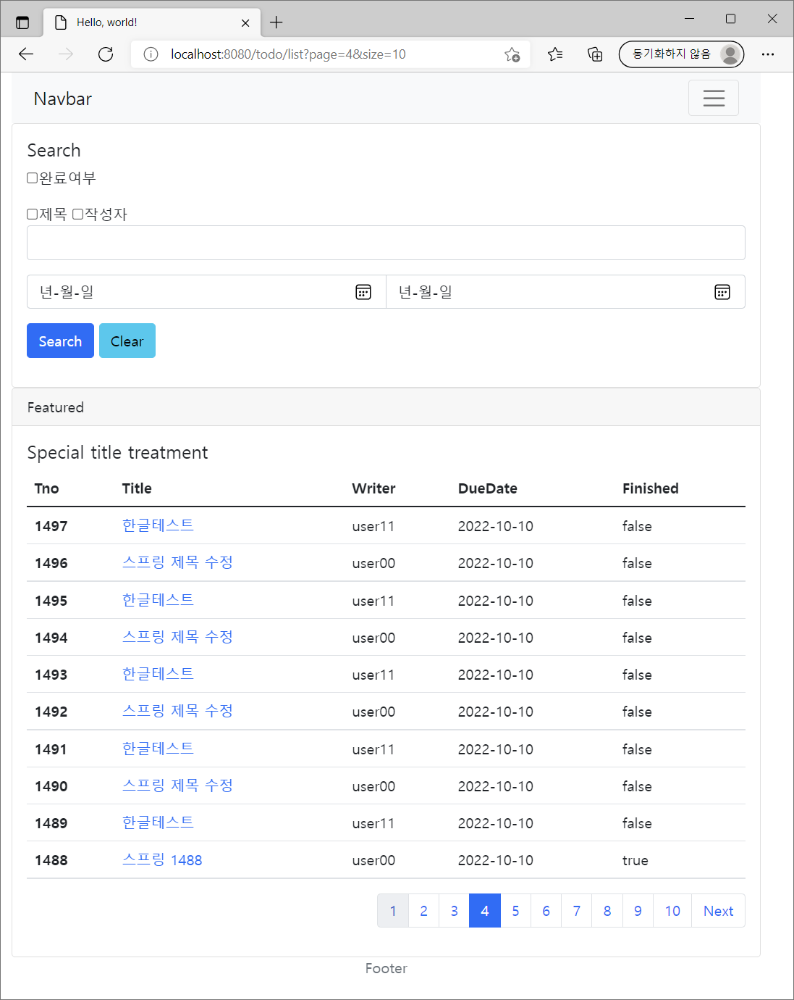 Hello, world!
localhost:8080/todo/list?page=4&size=10
동기화하지 않음
Navbar
Search
완료여부
제목 작성자
년-월-일 년-월-일
Search Clear
Featured
Special title treatment
Tno Title Writer DueDate Finished
1497 한글테스트 user11 2022-10-10 false
1496 스프링 제목 수정 user00 2022-10-10 false
1495 한글테스트 user11 2022-10-10 false
1494 스프링 제목 수정 user00 2022-10-10 false
1493 한글테스트 user11 2022-10-10 false
1492 스프링 제목 수정 user00 2022-10-10 false
1491 한글테스트 user11 2022-10-10 false
1490 스프링 제목 수정 user00 2022-10-10 false
1489 한글테스트 user11 2022-10-10 false
1488 스프링 1488 user00 2022-10-10 true
1 2 3 4 5 6 7 8 9 10 Next
Footer